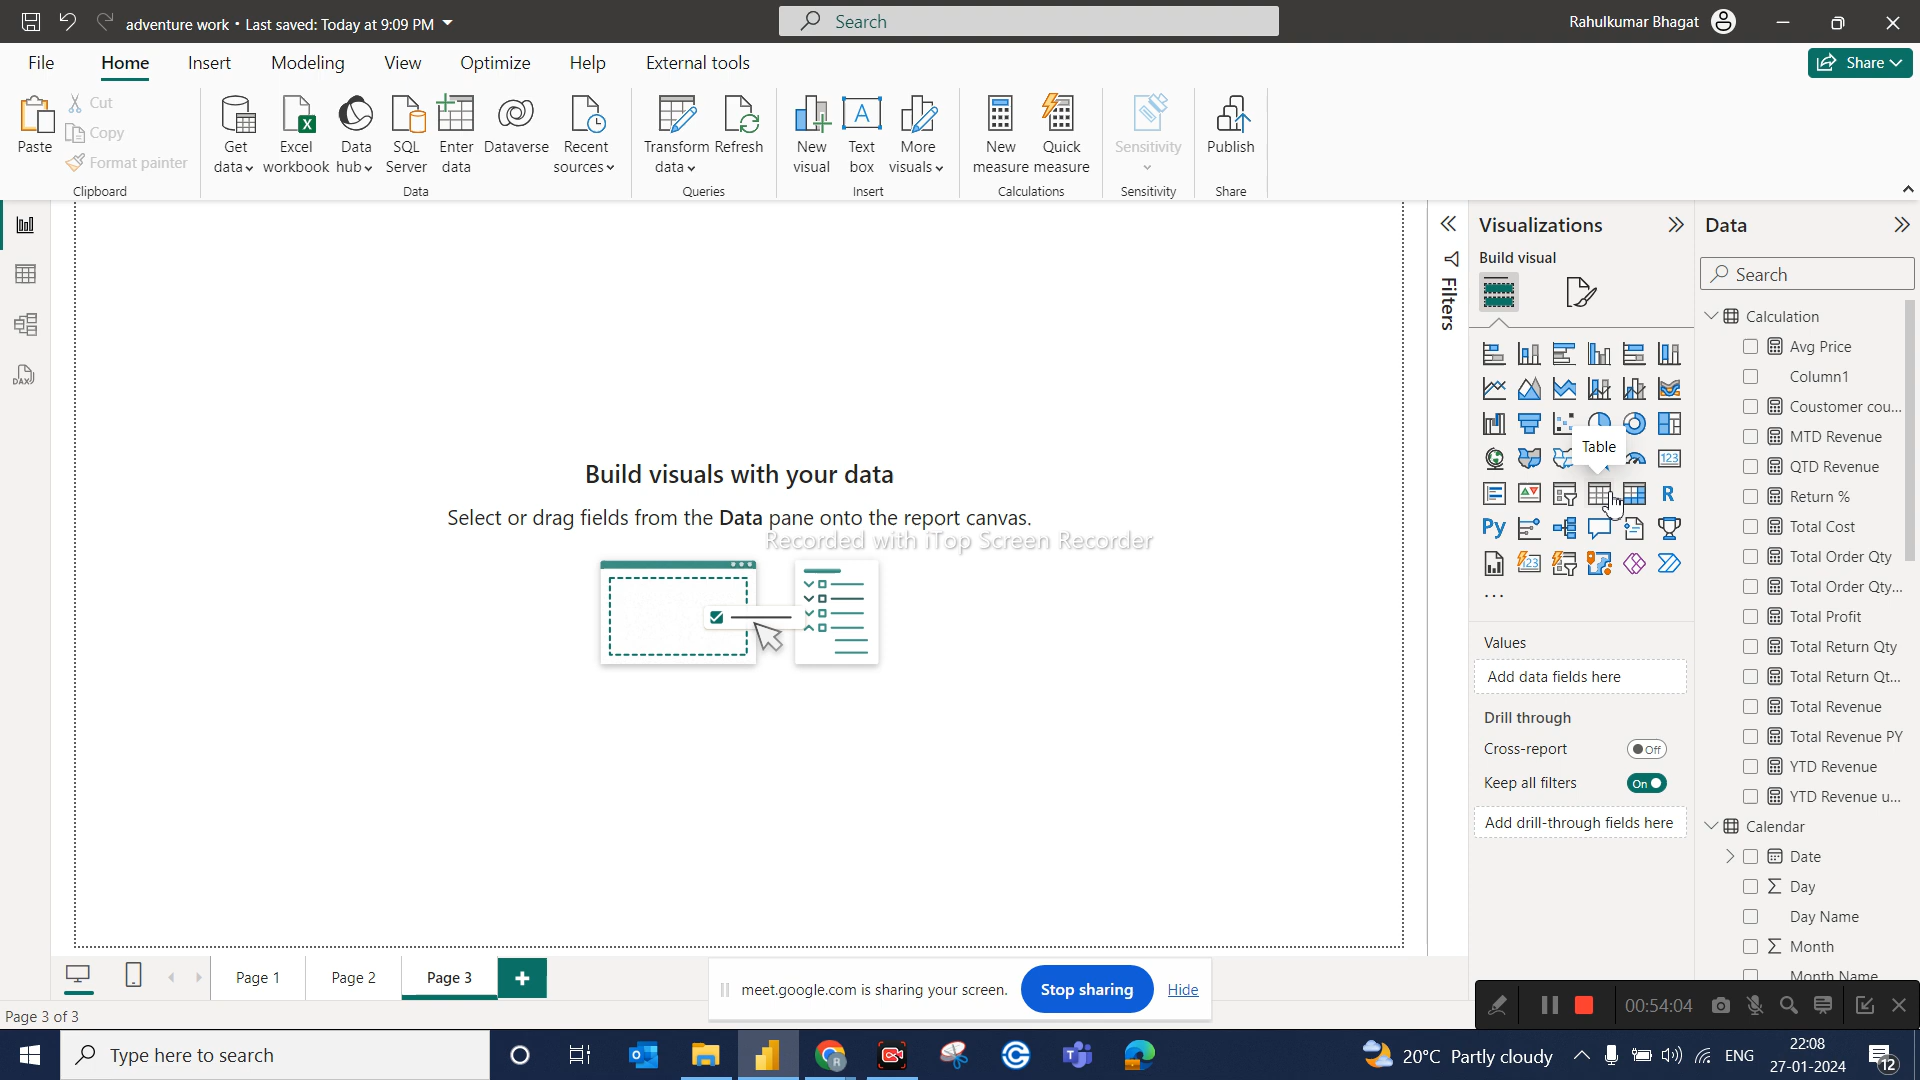 adventure work • Last saved: Today at 9:09 PM
Search
Rahulkumar Bhagat
File
Home
Insert
Modeling
View
Optimize
Help
External tools
Share
Paste
Cut
Copy
Format painter
Clipboard
Get data
Excel workbook
Data hub
SQL Server
Enter data
Dataverse
Recent sources
Data
Transform data
Refresh
Queries
New visual
Text box
More visuals
Insert
New measure
Quick measure
Calculations
Sensitivity
Sensitivity
Publish
Share
DAX
Build visuals with your data
Select or drag fields from the Data pane onto the report canvas.
Recorded with iTop Screen Recorder
Filters
Visualizations
Build visual
Table
123
R
Py
123
...
Values
Add data fields here
Drill through
Cross-report
Off
Keep all filters
On
Add drill-through fields here
Data
Search
Calculation
Avg Price
Column1
Coustomer cou...
MTD Revenue
QTD Revenue
Return %
Total Cost
Total Order Qty
Total Order Qty...
Total Profit
Total Return Qty
Total Return Qt...
Total Revenue
Total Revenue PY
YTD Revenue
YTD Revenue u...
Calendar
Date
Day
Day Name
Month
Month Name
Page 1
Page 2
Page 3
meet.google.com is sharing your screen.
Stop sharing
Hide
00:54:04
Page 3 of 3
Type here to search
20°C Partly cloudy
ENG
22:08
27-01-2024
12